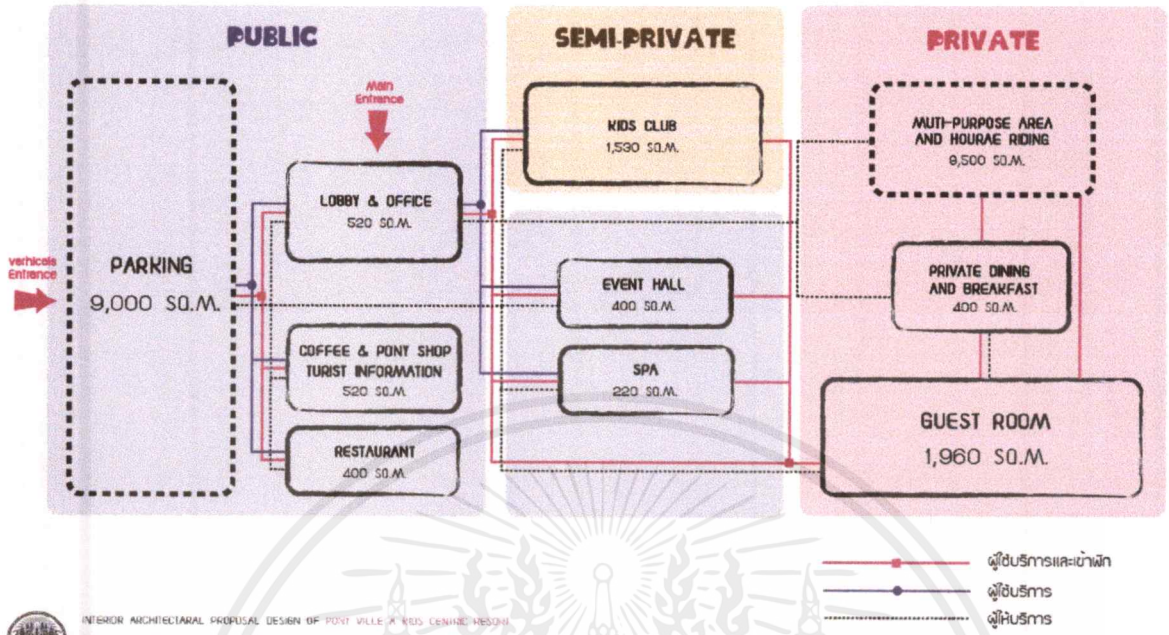 PUBLIC
SEMI-PRIVATE
PRIVATE
verhicals
Entrance
PARKING
9,000 SQ.M.
Main
Entrance
LOBBY & OFFICE
520 SQ.M.
COFFEE & PONY SHOP
TURIST INFORMATION
520 SQ.M.
RESTAURANT
400 SQ.M.
KIDS CLUB
1,530 SQ.M.
EVENT HALL
400 SQ.M.
SPA
220 SQ.M.
MUTI-PURPOSE AREA
AND HOURAE RIDING
9,500 SQ.M.
PRIVATE DINING
AND BREAKFAST
400 SQ.M.
GUEST ROOM
1,960 SQ.M.
ผู้ใช้บริการและเข้าพัก
ผู้ใช้บริการ
ผู้ให้บริการ
INTERIOR ARCHITECTARAL PROPOSAL DESIGN OF PONY VILLE A KIDS CENTRIC RESORT